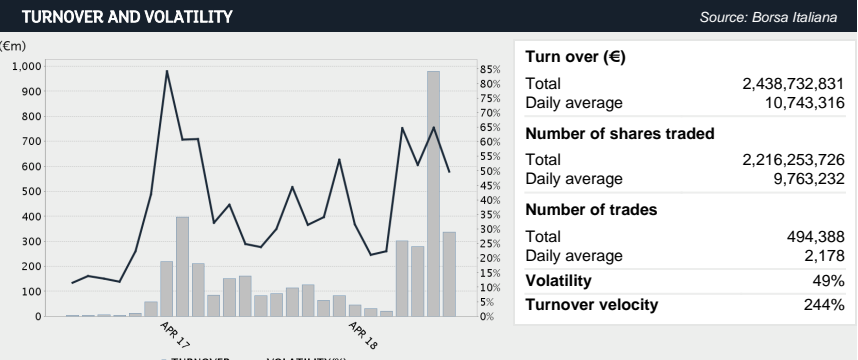 TURNOVER AND VOLATILITY
Source: Borsa Italiana
(€m)
1,000
900
800
700
600
500
400
300
200
100
0
85%
80%
75%
70%
65%
60%
55%
50%
45%
40%
35%
30%
25%
20%
15%
10%
5%
0%
APR 17
APR 18
TURNOVER VOLATILITY(%)
Turn over (€)
Total 2,438,732,831
Daily average 10,743,316
Number of shares traded
Total 2,216,253,726
Daily average 9,763,232
Number of trades
Total 494,388
Daily average 2,178
Volatility 49%
Turnover velocity 244%